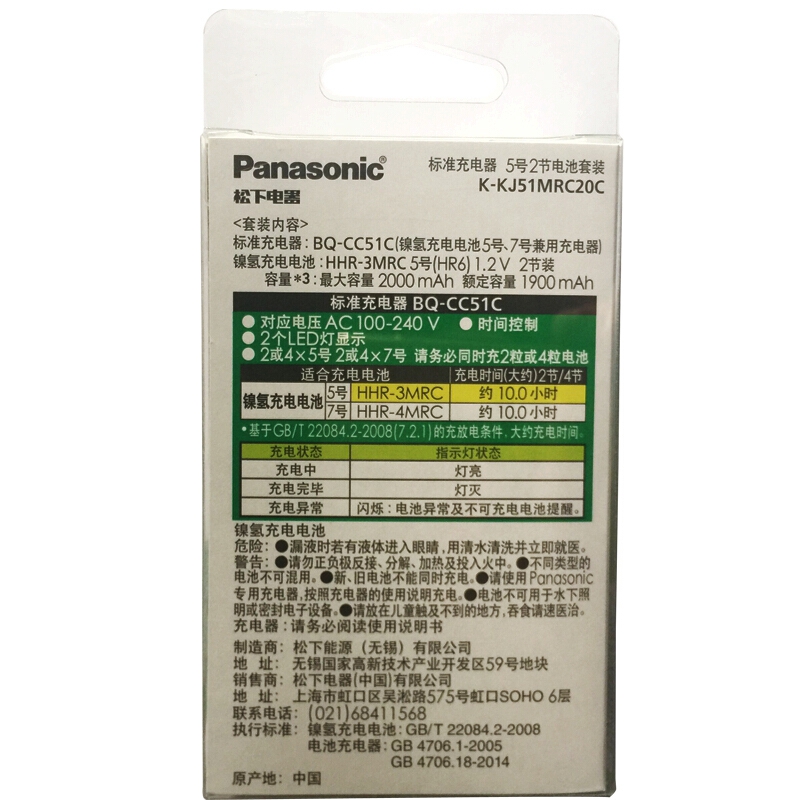 Panasonic®
松下电器
标准充电器 5号2节电池套装
K-KJ51MRC20C
<套装内容>
标准充电器：BQ-CC51C(镍氢充电电池5号、7号兼用充电器)
镍氢充电电池：HHR-3MRC 5号(HR6) 1.2V 2节装
容量*3：最大容量 2000mAh 额定容量 1900mAh
标准充电器 BQ-CC51C
●对应电压 AC 100-240 V ●时间控制
●2个LED灯显示
●2或4×5号 2或4×7号 请务必同时充2粒或4粒电池
适合充电电池 充电时间(大约)2节/4节
镍氢充电电池 5号 HHR-3MRC 约 10.0 小时
7号 HHR-4MRC 约 10.0 小时
•基于GB/T 22084.2-2008(7.2.1)的充放电条件，大约充电时间。
充电状态 指示灯状态
充电中 灯亮
充电完毕 灯灭
充电异常 闪烁：电池异常及不可充电电池提醒。
镍氢充电电池
危险：●漏液时若有液体进入眼睛，用清水清洗并立即就医。
警告：●请勿正负极反接、分解、加热及投入火中。●不同类型的
电池不可混用。●新、旧电池不能同时充电。●请使用Panasonic
专用充电器，按照充电器的使用说明充电。●电池不可用于水下照
明或密封电子设备。●请放在儿童触及不到的地方，吞食请速医治。
充电器：请务必阅读使用说明书
制造商：松下能源（无锡）有限公司
地 址：无锡国家高新技术产业开发区59号地块
销售商：松下电器(中国)有限公司
地 址：上海市虹口区吴淞路575号虹口SOHO 6层
联系电话：(021)68411568
执行标准：镍氢充电电池：GB/T 22084.2-2008
电池充电器：GB 4706.1-2005
GB 4706.18-2014
原产地：中国